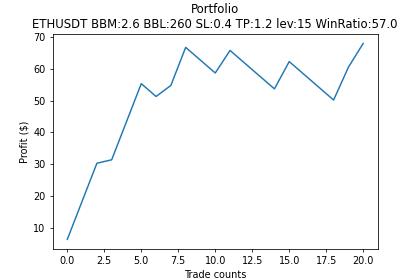 Portfolio
ETHUSDT BBM:2.6 BBL:260 SL:0.4 TP:1.2 lev:15 WinRatio:57.0
70
60
50
40
30
20
10
Profit ($)
0.0 2.5 5.0 7.5 10.0 12.5 15.0 17.5 20.0
Trade counts